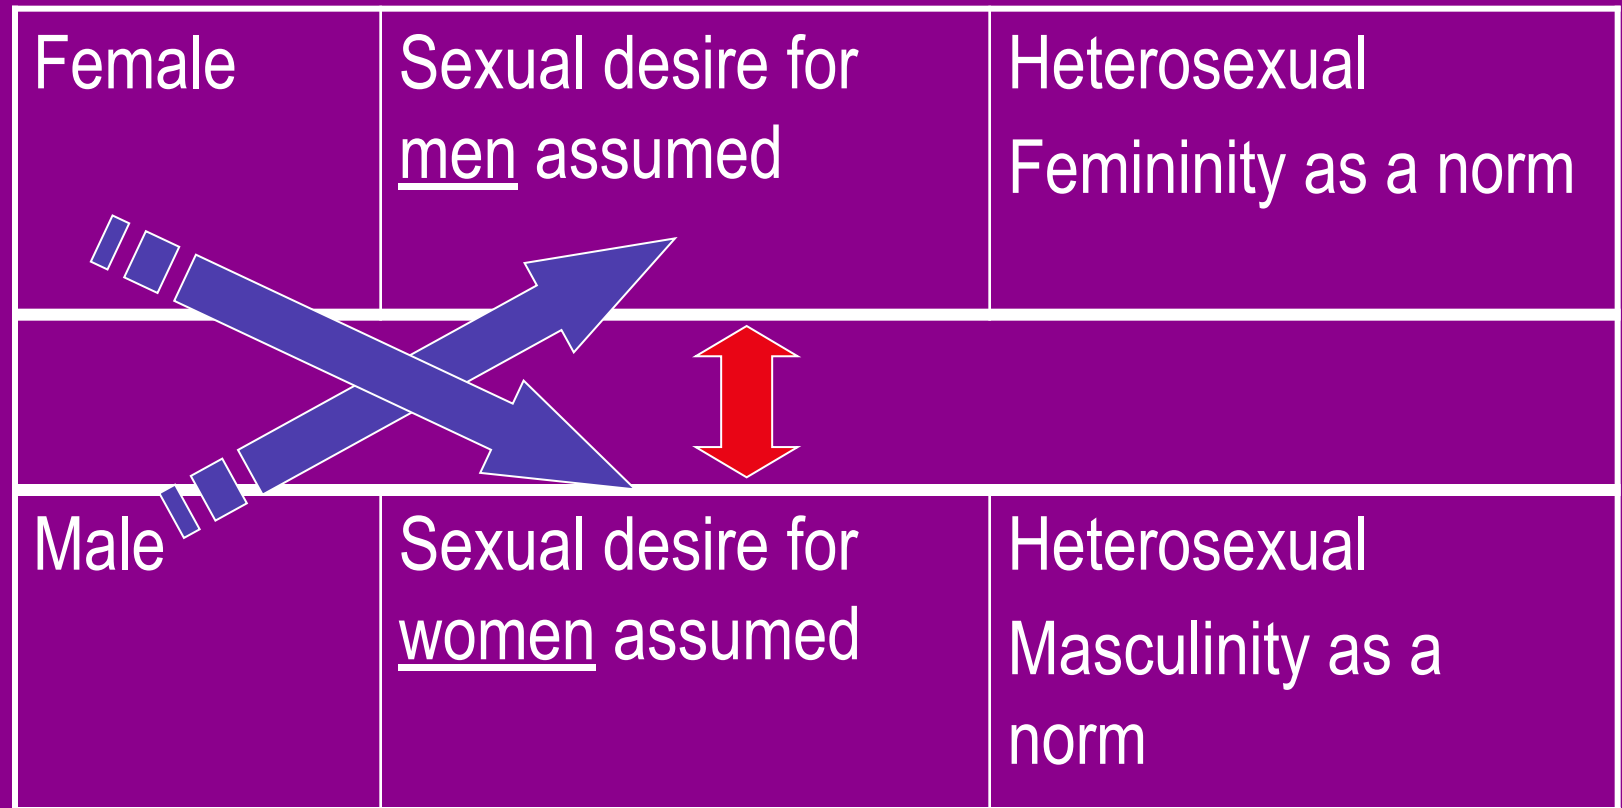 Female
Sexual desire for
men assumed
Heterosexual
Femininity as a norm
Male
Sexual desire for
women assumed
Heterosexual
Masculinity as a
norm